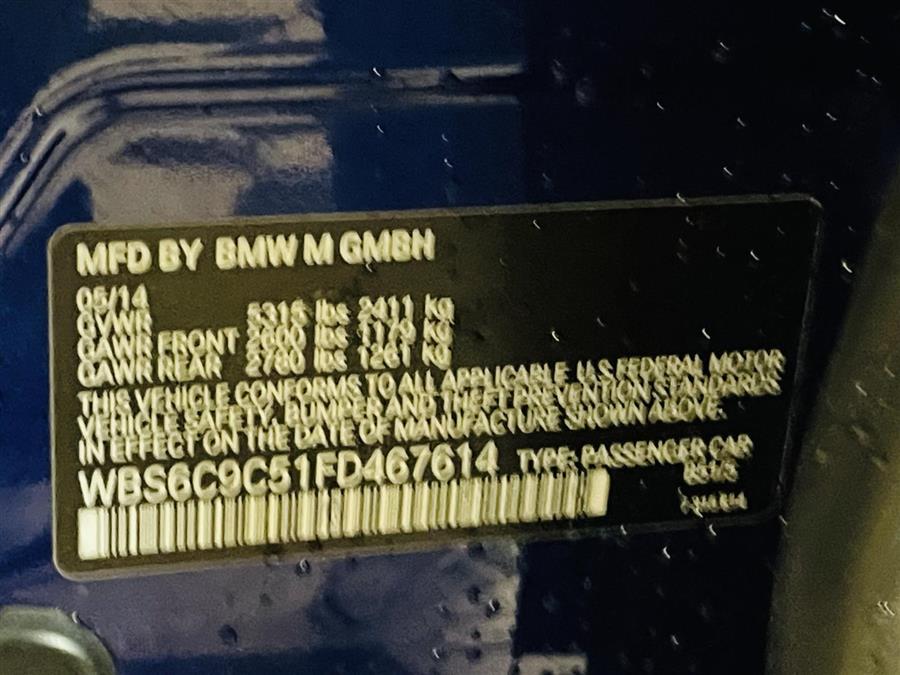 MFD BY BMW M GMBH
05/14
GVWR 5315 lbs 2411 kg
GAWR FRONT 2600 lbs 1179 kg
GAWR REAR 2780 lbs 1261 kg
THIS VEHICLE CONFORMS TO ALL APPLICABLE U.S FEDERAL MOTOR
VEHICLE SAFETY, BUMPER AND THEFT PREVENTION STANDARDS
IN EFFECT ON THE DATE OF MANUFACTURE SHOWN ABOVE.
WBS6C9C51FD467614 TYPE: PASSENGER CAR